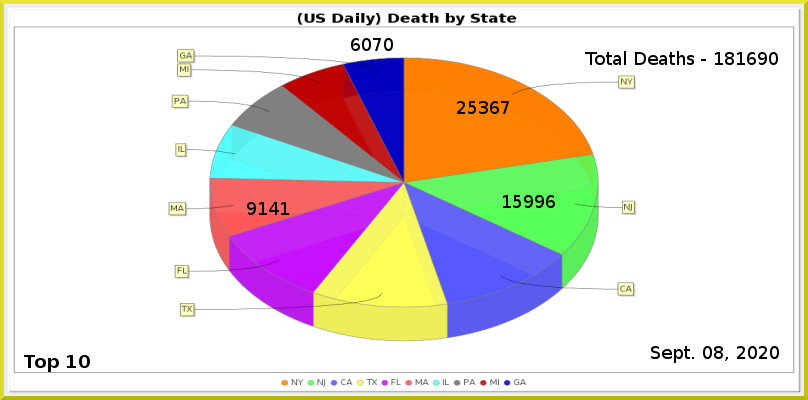 (US Daily) Death by State
6070
Total Deaths - 181690
GA
MI
NY
PA
25367
IL
15996
MA
9141
NJ
FL
CA
TX
Sept. 08, 2020
Top 10
NY NJ CA TX FL MA IL PA MI GA